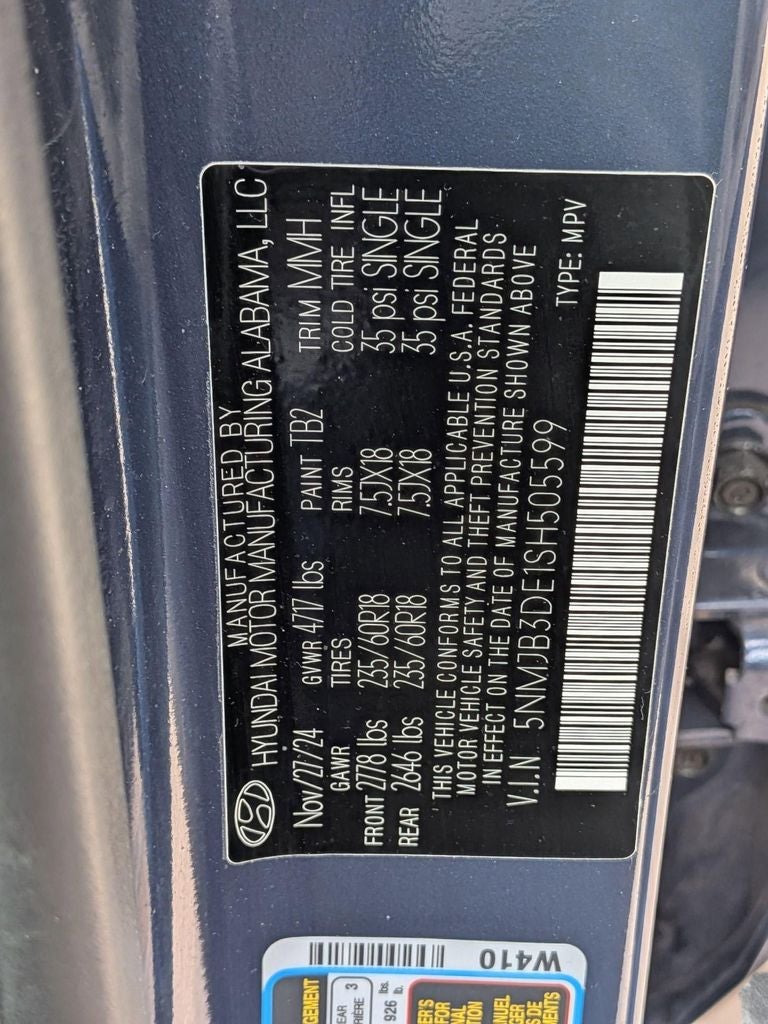 MANUFACTURED BY
HYUNDAI MOTOR MANUFACTURING ALABAMA, LLC
Nov/27/24 GVWR 4717 lbs PAINT TB2 TRIM MMH
GAWR TIRES RIMS COLD TIRE INFL
FRONT 2778 lbs 235/60R18 7.5JX18 35 psi SINGLE
REAR 2646 lbs 235/60R18 7.5JX18 35 psi SINGLE
THIS VEHICLE CONFORMS TO ALL APPLICABLE U.S.A. FEDERAL
MOTOR VEHICLE SAFETY AND THEFT PREVENTION STANDARDS
IN EFFECT ON THE DATE OF MANUFACTURE SHOWN ABOVE
V.I.N 5NMJB3DE1SH505599
TYPE: MPV
W410
3
926 lbs.